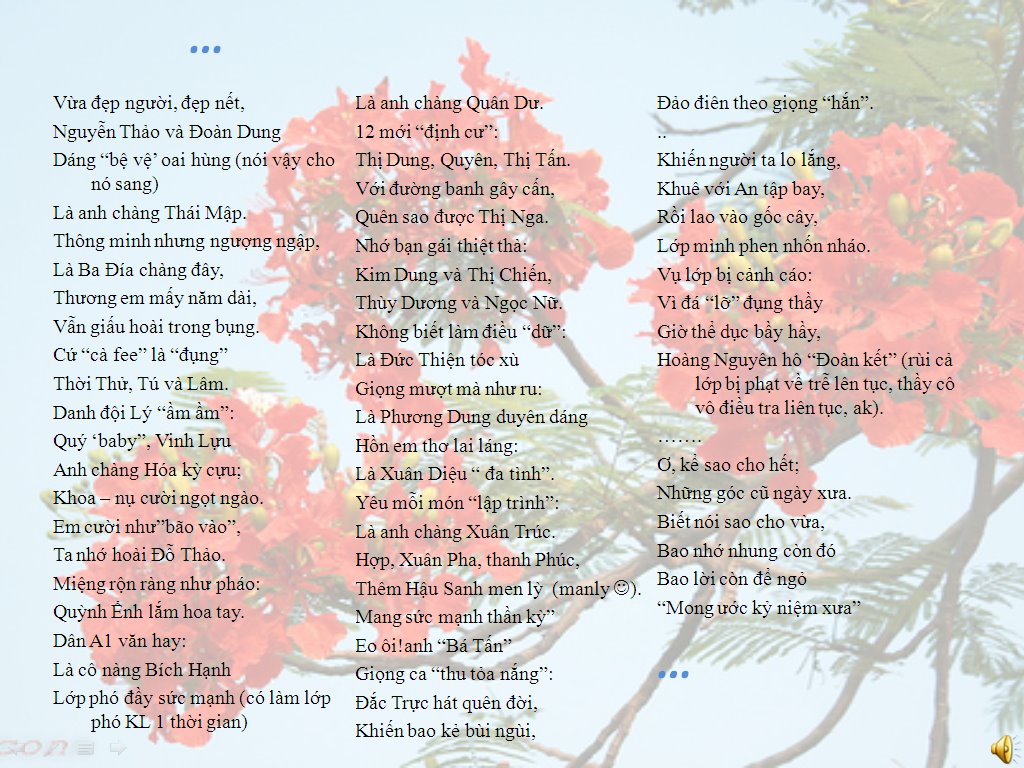 ...
Vừa đẹp người, đẹp nết,
Nguyễn Thảo và Đoàn Dung
Dáng “bệ vệ’ oai hùng (nói vậy cho
nó sang)
Là anh chàng Thái Mập.
Thông minh nhưng ngượng ngập,
Là Ba Đía chàng đây,
Thương em mấy năm dài,
Vẫn giấu hoài trong bụng.
Cứ “cà fee” là “đụng”
Thời Thử, Tú và Lâm.
Danh đội Lý “ầm ầm”:
Quý ‘baby”, Vinh Lựu
Anh chàng Hóa kỳ cựu;
Khoa – nụ cười ngọt ngào.
Em cười như”bão vào”,
Ta nhớ hoài Đỗ Thảo.
Miệng rộn ràng như pháo:
Quỳnh Ểnh lắm hoa tay.
Dân A1 văn hay:
Là cô nàng Bích Hạnh
Lớp phó đầy sức mạnh (có làm lớp
phó KL 1 thời gian)
Là anh chàng Quân Dư.
12 mới “định cư”:
Thị Dung, Quyên, Thị Tấn.
Với đường banh gây cấn,
Quên sao được Thị Nga.
Nhớ bạn gái thiệt thà:
Kim Dung và Thị Chiến,
Thùy Dương và Ngọc Nữ.
Không biết làm điều “dữ”:
Là Đức Thiện tóc xù
Giọng mượt mà như ru:
Là Phương Dung duyên dáng
Hồn em thơ lai láng:
Là Xuân Diệu “ đa tình”.
Yêu mỗi món “lập trình”:
Là anh chàng Xuân Trúc.
Hợp, Xuân Pha, thanh Phúc,
Thêm Hậu Sanh men lỳ (manly ☺).
Mang sức mạnh thần kỳ”
Eo ôi!anh “Bá Tấn”
Giọng ca “thu tỏa nắng”:
Đắc Trực hát quên đời,
Khiến bao kẻ bùi ngùi,
Đảo điên theo giọng “hắn”.
..
Khiến người ta lo lắng,
Khuê với An tập bay,
Rồi lao vào gốc cây,
Lớp mình phen nhốn nháo.
Vụ lớp bị cảnh cáo:
Vì đá “lỡ” đụng thầy
Giờ thể dục bầy hầy,
Hoàng Nguyên hô “Đoàn kết” (rùi cả
lớp bị phạt về trễ lên tục, thầy cô
vô điều tra liên tục, ak).
…….
Ơ, kể sao cho hết;
Những góc cũ ngày xưa.
Biết nói sao cho vừa,
Bao nhớ nhung còn đó
Bao lời còn để ngỏ
“Mong ước kỷ niệm xưa”
...